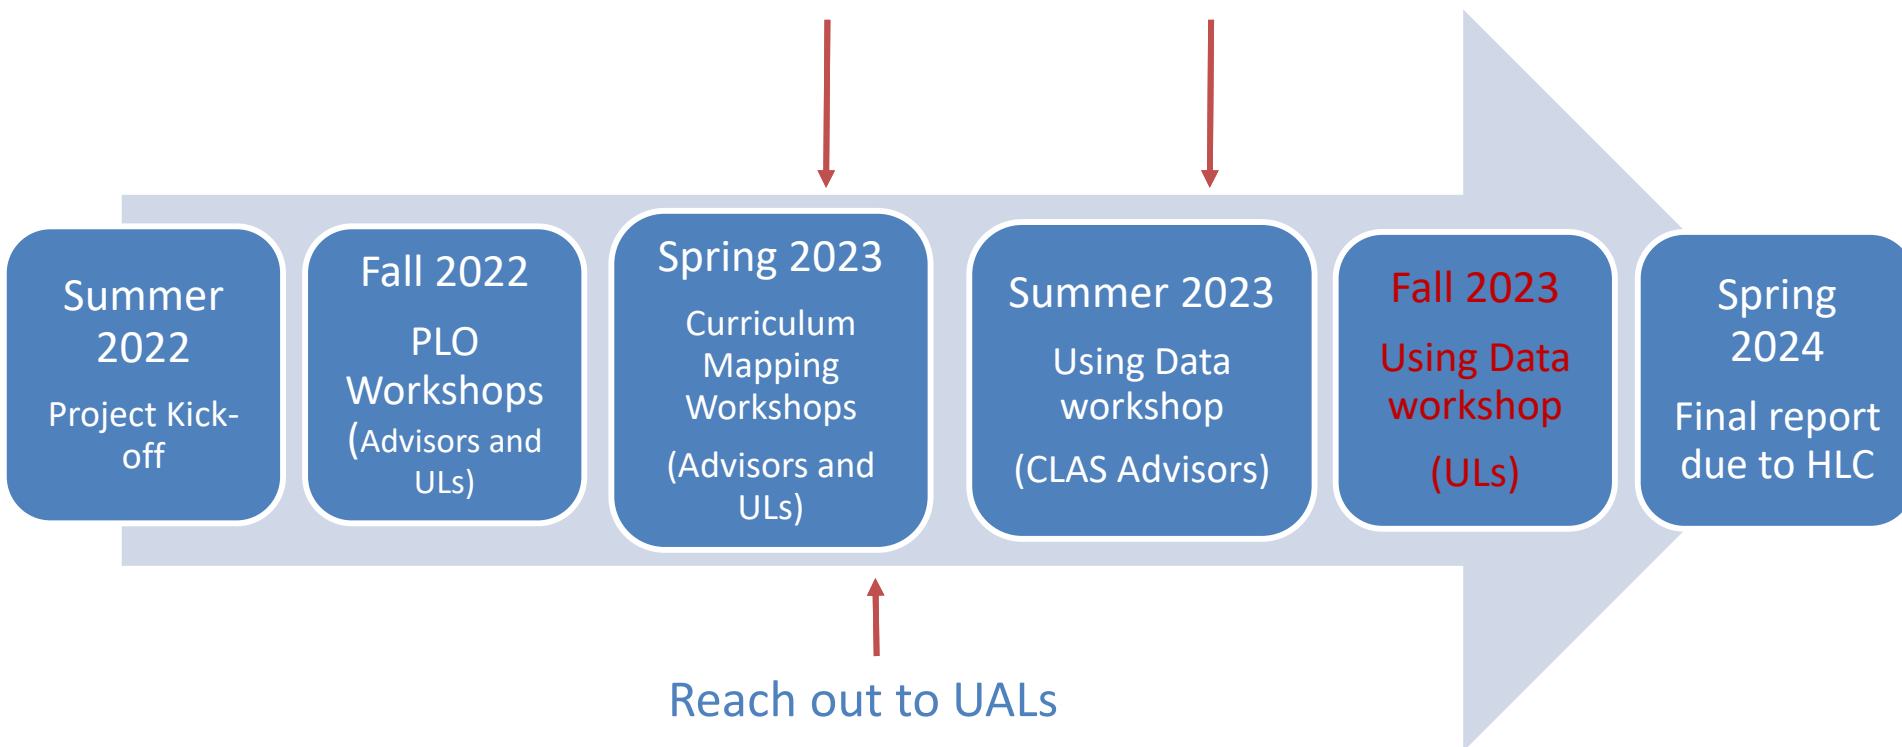 Summer
2022
Project Kick-
off
Fall 2022
PLO
Workshops
(Advisors and
ULs)
Spring 2023
Curriculum
Mapping
Workshops
(Advisors and
ULs)
Summer 2023
Using Data
workshop
(CLAS Advisors)
Fall 2023
Using Data
workshop
(ULs)
Spring
2024
Final report
due to HLC
Reach out to UALs